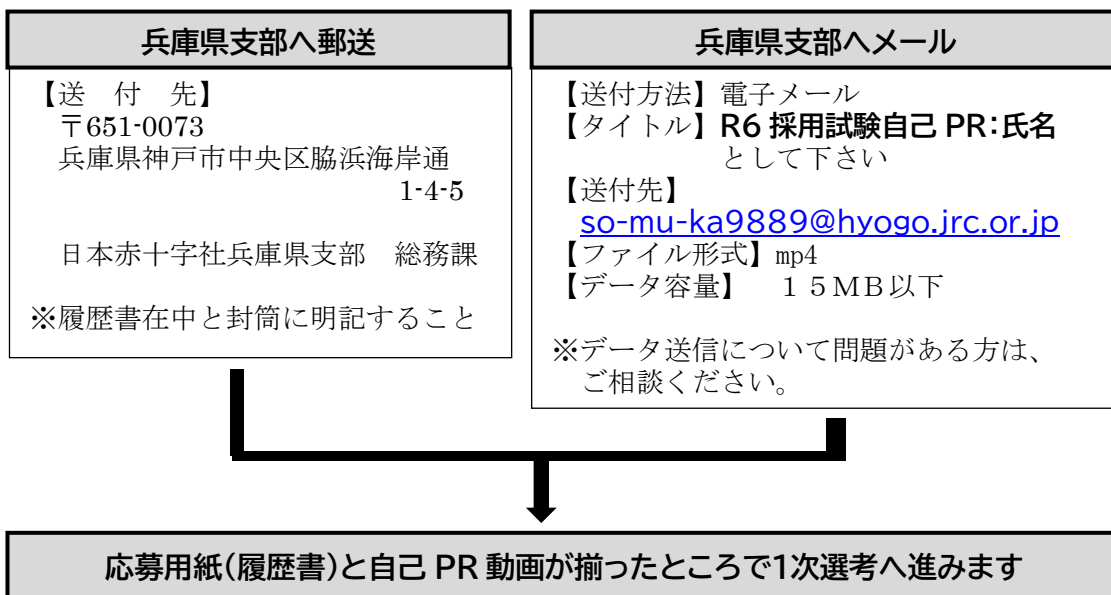 兵庫県支部へ郵送
【送　付　先】
〒651-0073
兵庫県神戸市中央区脇浜海岸通
1-4-5
日本赤十字社兵庫県支部　総務課
※履歴書在中と封筒に明記すること
兵庫県支部へメール
【送付方法】電子メール
【タイトル】R6 採用試験自己 PR：氏名
として下さい
【送付先】
so-mu-ka9889@hyogo.jrc.or.jp
【ファイル形式】mp4
【データ容量】　１５ＭＢ以下
※データ送信について問題がある方は、
ご相談ください。
応募用紙（履歴書）と自己 PR 動画が揃ったところで１次選考へ進みます